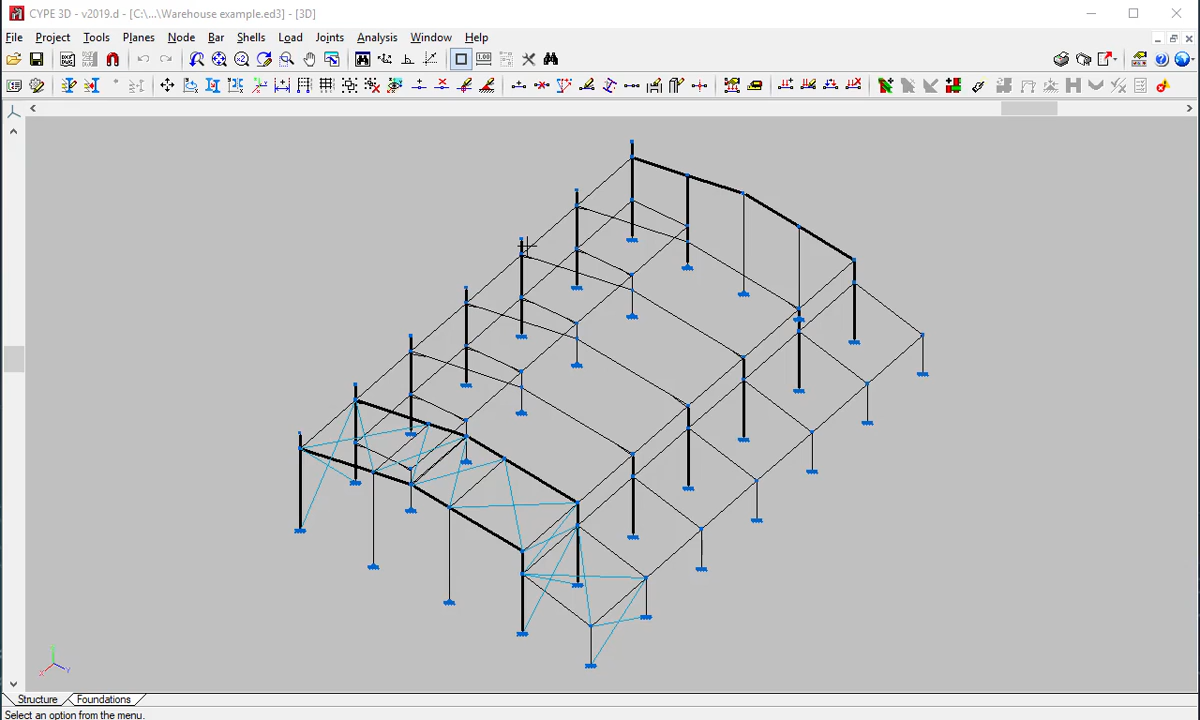 CYPE 3D - v2019.d - [C:\...\Warehouse example.ed3] - [3D]
File Project Tools Planes Node Bar Shells Load Joints Analysis Window Help
Structure Foundations
Select an option from the menu.